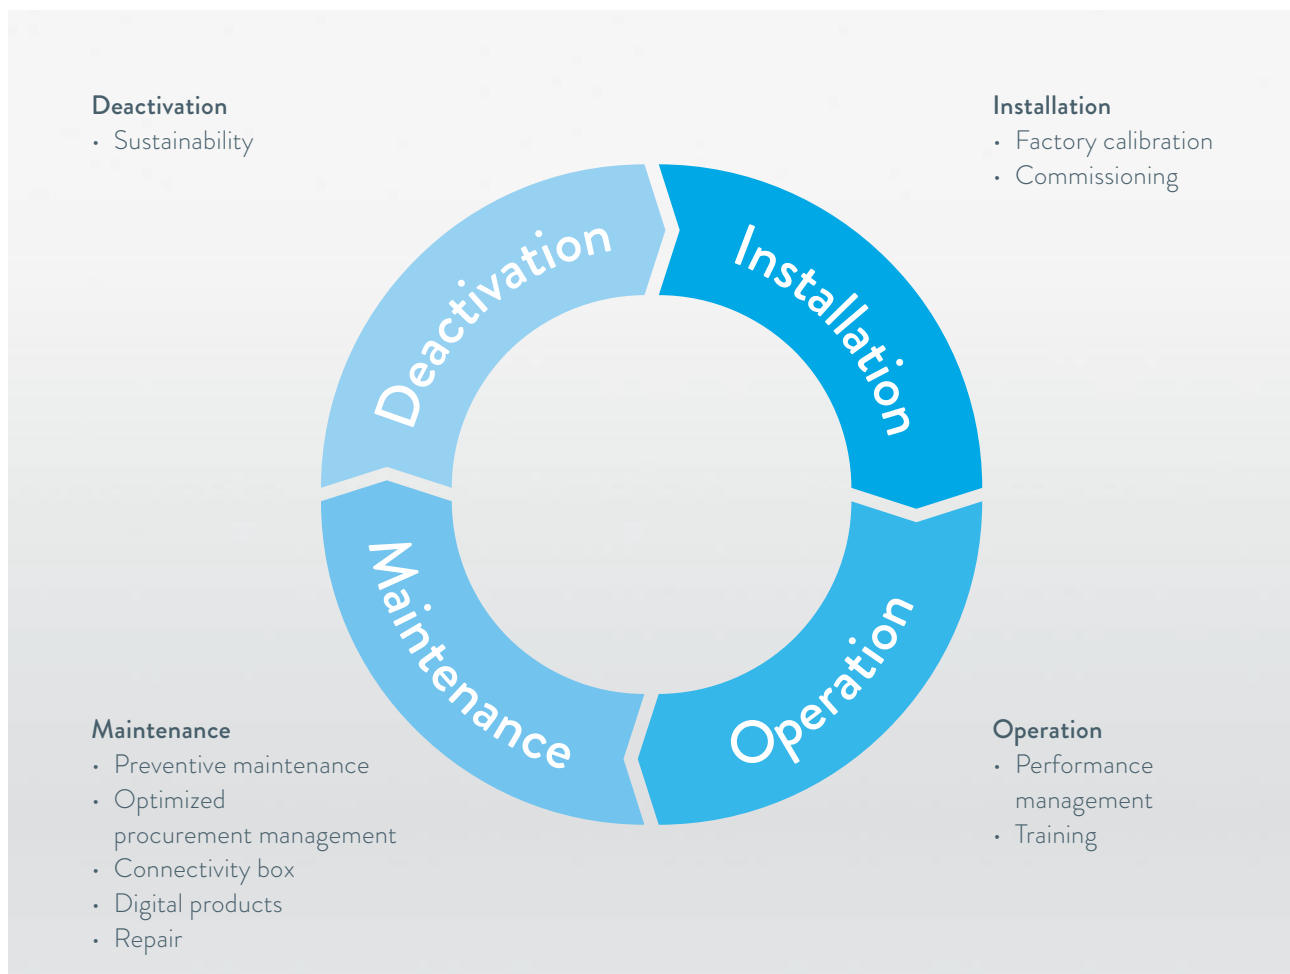 Deactivation
• Sustainability
Installation
• Factory calibration
• Commissioning
Deactivation
Installation
Maintenance
Operation
Maintenance
• Preventive maintenance
• Optimized
procurement management
• Connectivity box
• Digital products
• Repair
Operation
• Performance
management
• Training